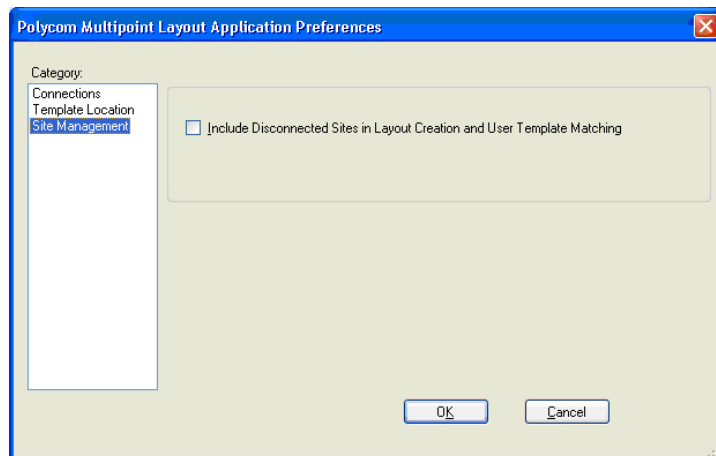 Polycom Multipoint Layout Application Preferences
Category:
Connections
Template Location
Site Management
Include Disconnected Sites in Layout Creation and User Template Matching
OK
Cancel